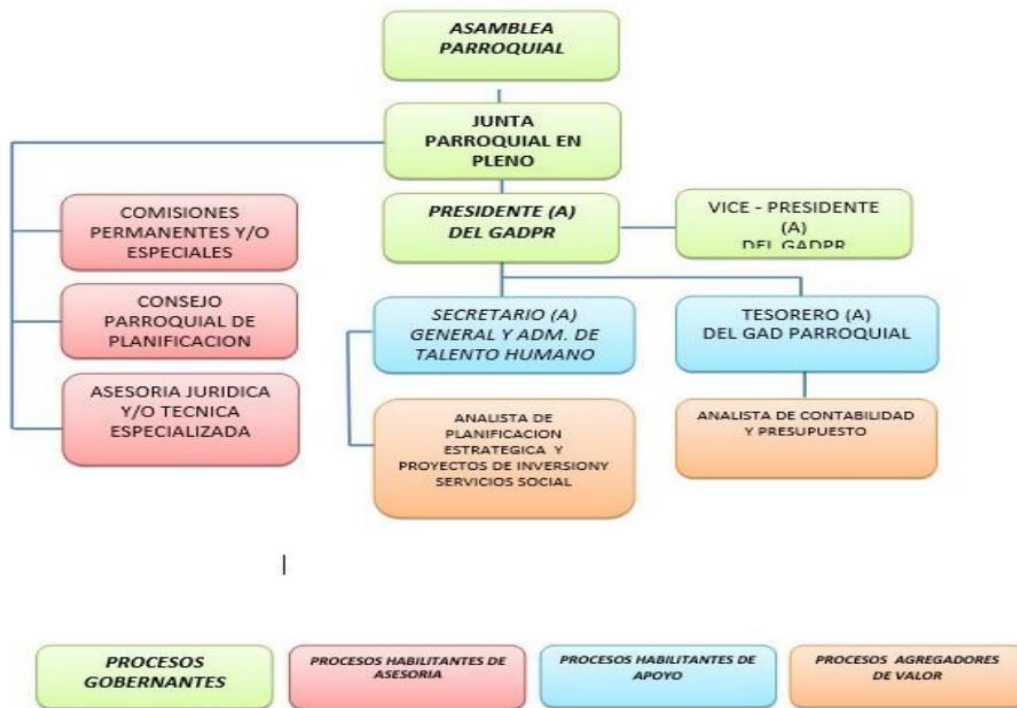 ASAMBLEA
PARROQUIAL
JUNTA
PARROQUIAL EN
PLENO
PRESIDENTE (A)
DEL GADPR
VICE - PRESIDENTE
(A)
DEL GADPR
COMISIONES
PERMANENTES Y/O
ESPECIALES
CONSEJO
PARROQUIAL DE
PLANIFICACION
ASESORIA JURIDICA
Y/O TECNICA
ESPECIALIZADA
SECRETARIO (A)
GENERAL Y ADM. DE
TALENTO HUMANO
TESORERO (A)
DEL GAD PARROQUIAL
ANALISTA DE
PLANIFICACION
ESTRATEGICA Y
PROYECTOS DE INVERSIONY
SERVICIOS SOCIAL
ANALISTA DE CONTABILIDAD
Y PRESUPUESTO
PROCESOS
GOBERNANTES
PROCESOS HABILITANTES DE
ASESORIA
PROCESOS HABILITANTES DE
APOYO
PROCESOS AGREGADORES
DE VALOR